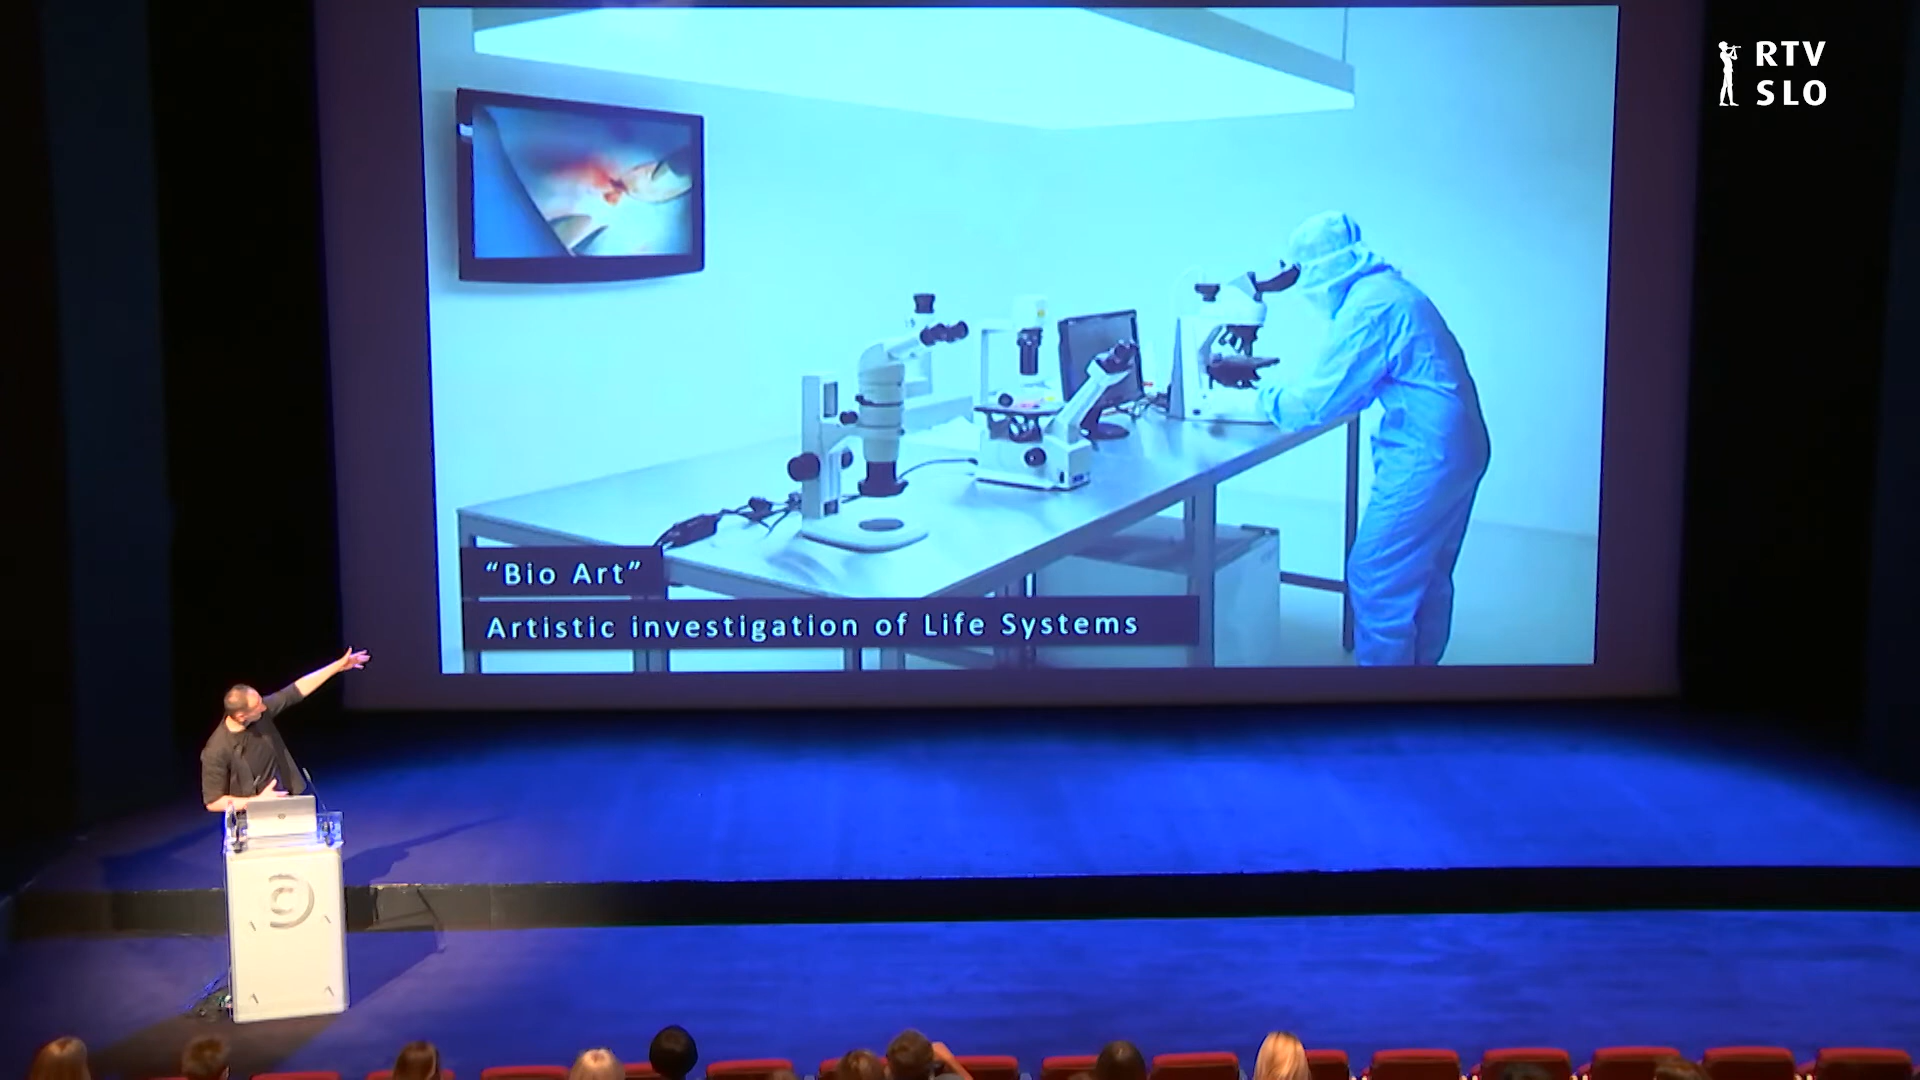 RTV
SLO
“Bio Art”
Artistic investigation of Life Systems